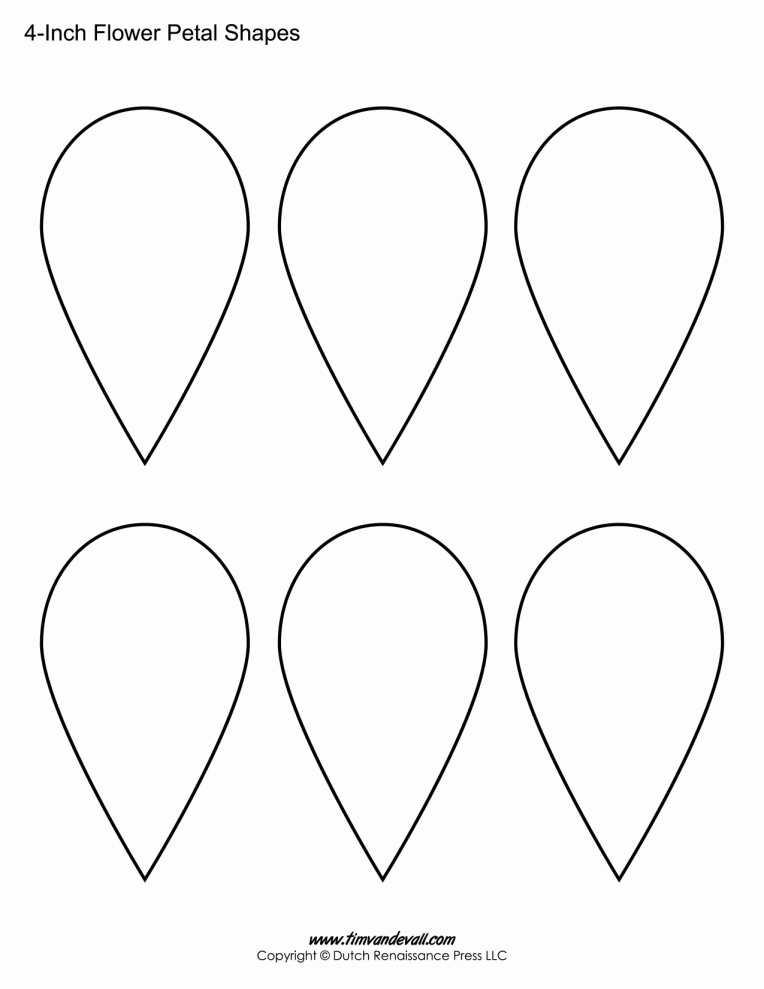 4-Inch Flower Petal Shapes
www.timvandevall.com
Copyright © Dutch Renaissance Press LLC